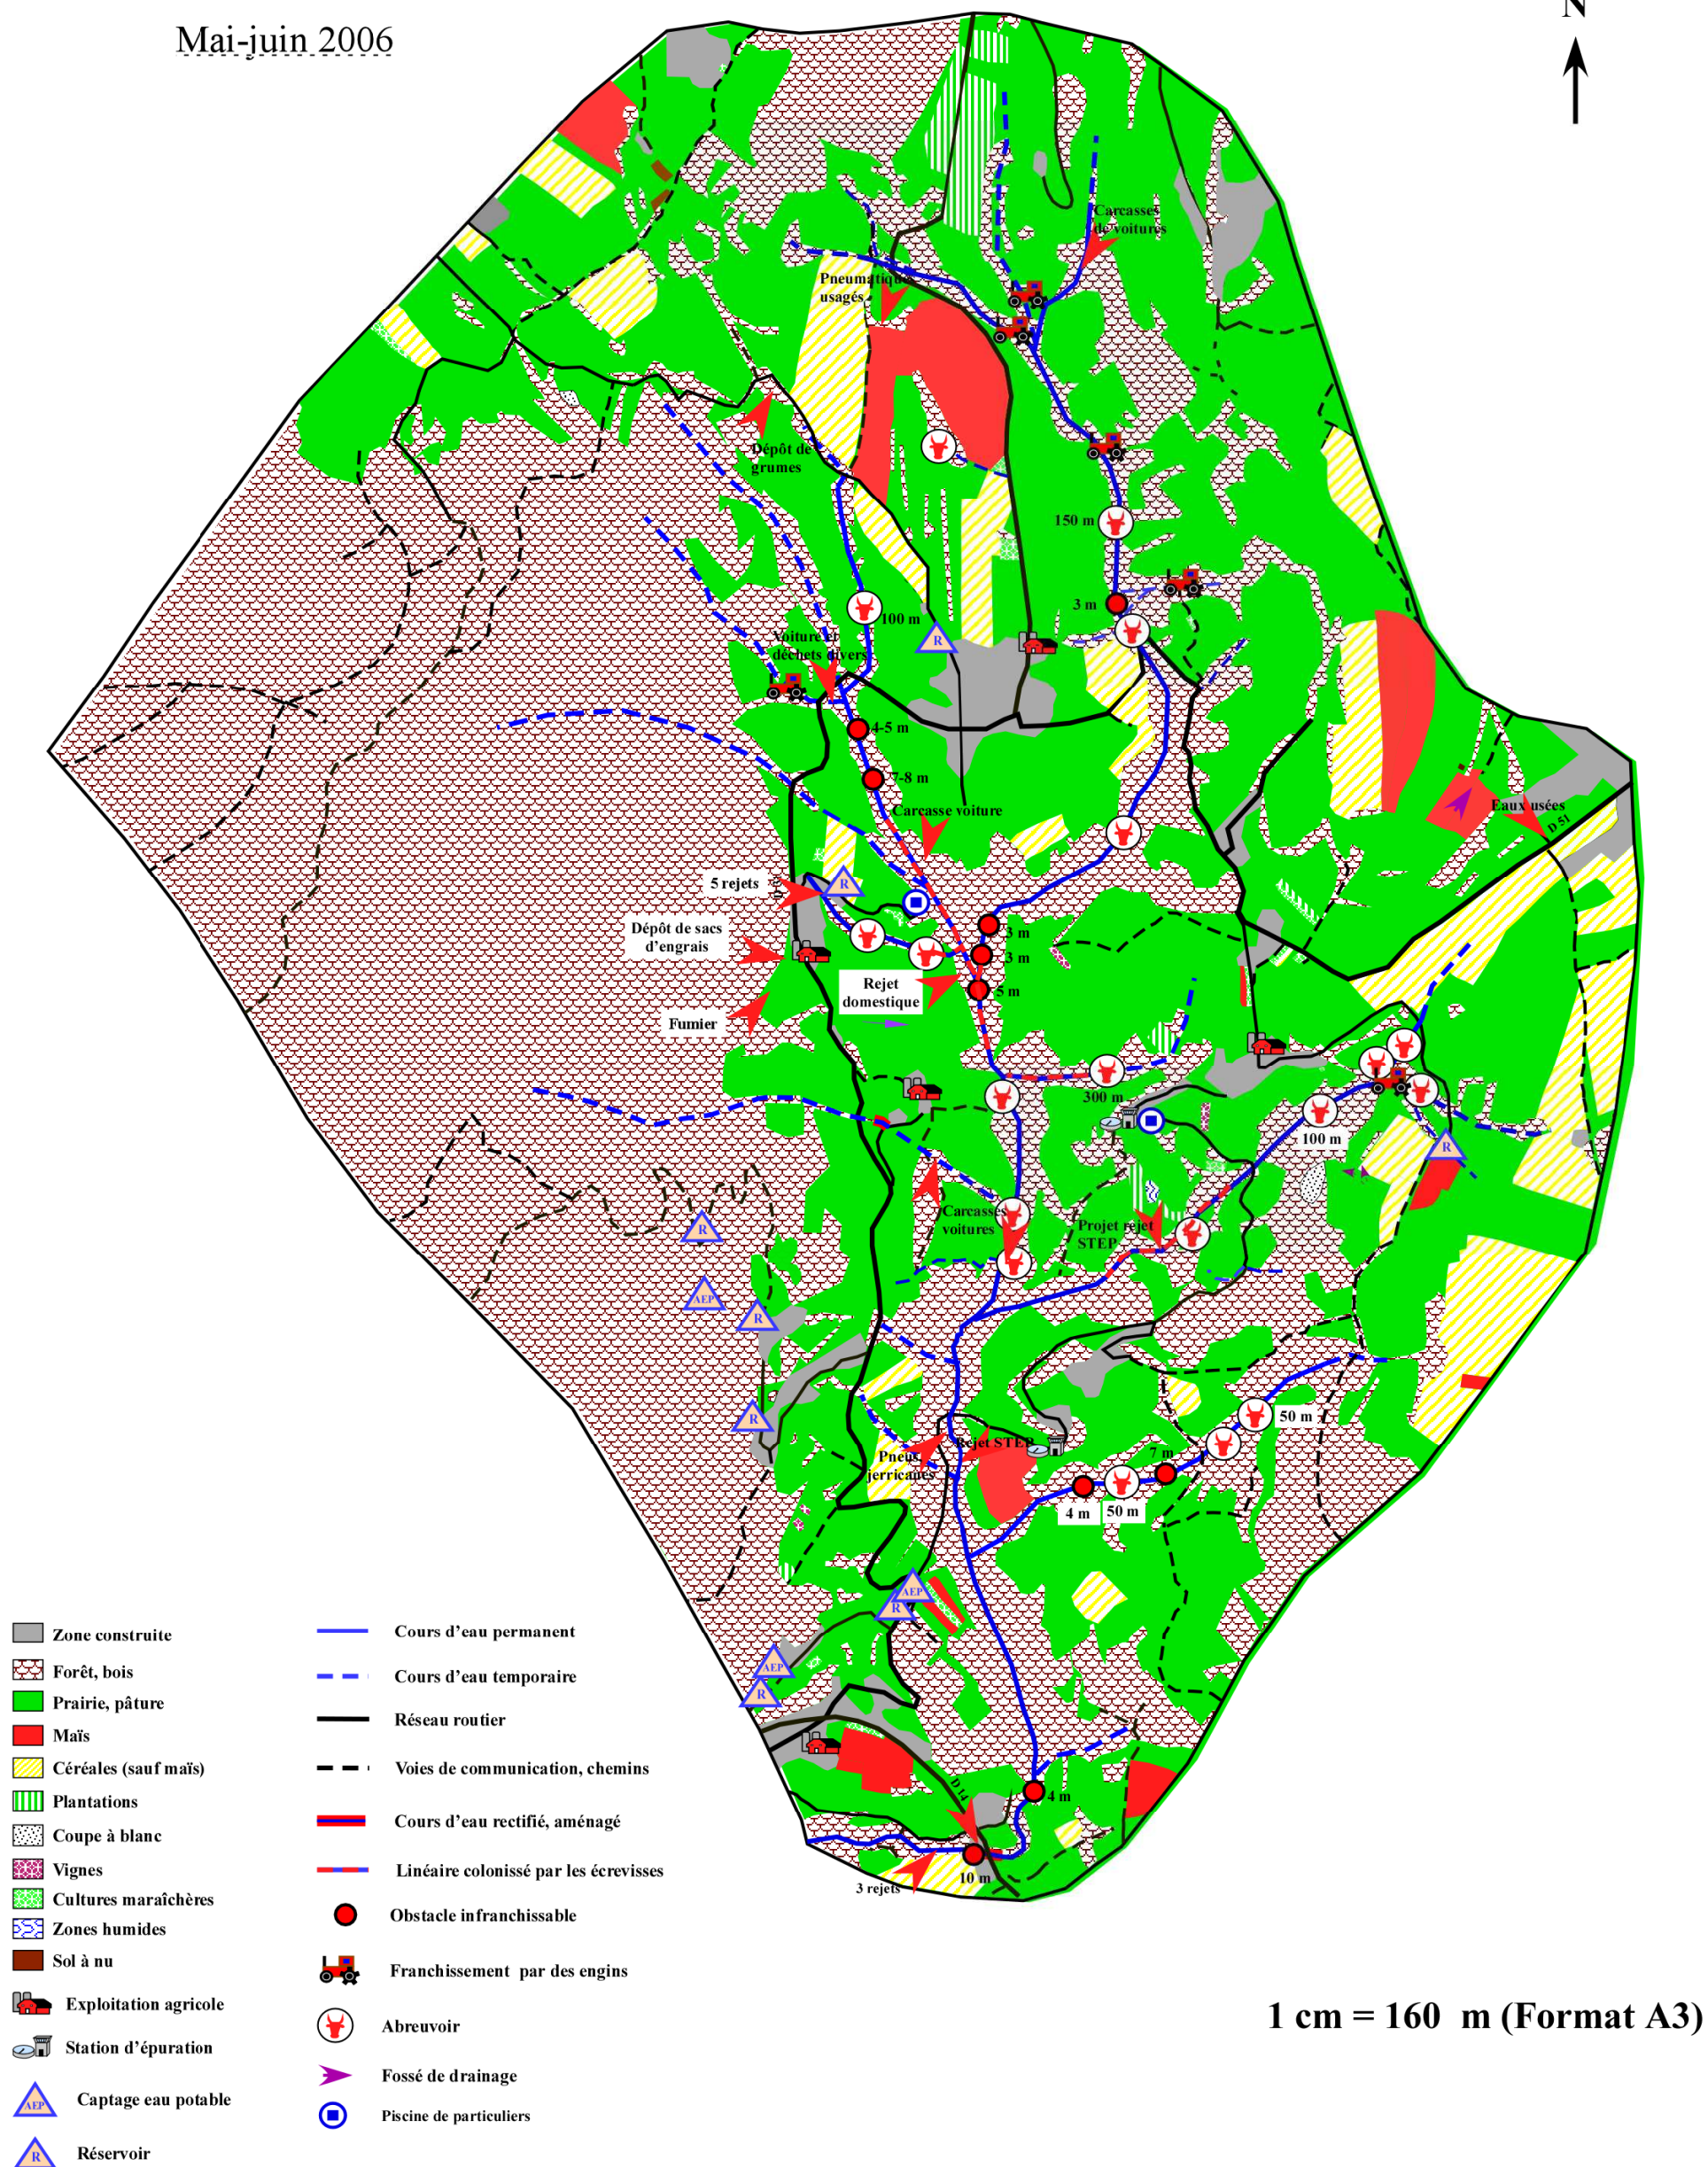 Mai-juin 2006
N
Carcasses
de voitures
Pneumatiques
usagés
Dépôt de
grumes
150 m
3 m
100 m
R
Voiture et
déchets divers
4-5 m
7-8 m
Carcasse voiture
Eaux usées
D 51
5 rejets
R
Dépôt de sacs
d'engrais
3 m
3 m
Rejet
domestique
5 m
Fumier
300 m
100 m
R
Carcasses
voitures
Projet rejet
STEP
R
AEP
R
R
50 m
Rejet STEP
7 m
Pneus,
jerricanes
4 m
50 m
AEP
R
AEP
R
D 14
4 m
10 m
3 rejets
Zone construite
Forêt, bois
Prairie, pâture
Maïs
Céréales (sauf maïs)
Plantations
Coupe à blanc
Vignes
Cultures maraîchères
Zones humides
Sol à nu
Exploitation agricole
Station d'épuration
AEP
Captage eau potable
R
Réservoir
Cours d'eau permanent
Cours d'eau temporaire
Réseau routier
Voies de communication, chemins
Cours d'eau rectifié, aménagé
Linéaire colonissé par les écrevisses
Obstacle infranchissable
Franchissement par des engins
Abreuvoir
Fossé de drainage
Piscine de particuliers
1 cm = 160 m (Format A3)